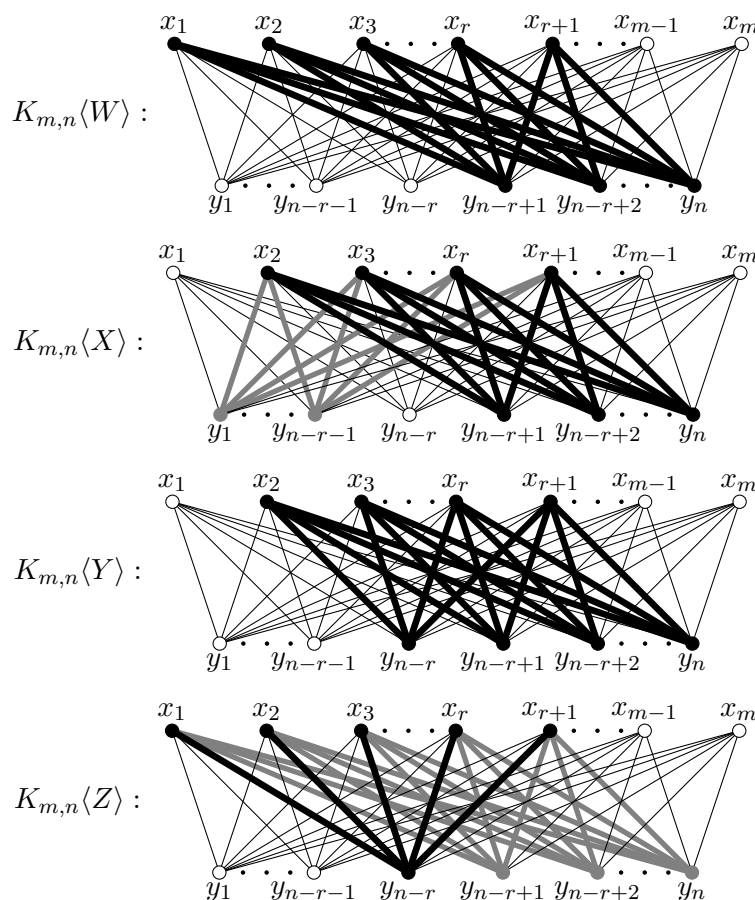 x₁ x₂ x₃ · · · xᵣ xᵣ₊₁ · · · xₘ₋₁ xₘ
Kₘ,ₙ⟨W⟩ :
y₁ · · · yₙ₋ᵣ₋₁ yₙ₋ᵣ yₙ₋ᵣ₊₁ yₙ₋ᵣ₊₂ · · · yₙ
x₁ x₂ x₃ · · · xᵣ xᵣ₊₁ · · · xₘ₋₁ xₘ
Kₘ,ₙ⟨X⟩ :
y₁ · · · yₙ₋ᵣ₋₁ yₙ₋ᵣ yₙ₋ᵣ₊₁ yₙ₋ᵣ₊₂ · · · yₙ
x₁ x₂ x₃ · · · xᵣ xᵣ₊₁ · · · xₘ₋₁ xₘ
Kₘ,ₙ⟨Y⟩ :
y₁ · · · yₙ₋ᵣ₋₁ yₙ₋ᵣ yₙ₋ᵣ₊₁ yₙ₋ᵣ₊₂ · · · yₙ
x₁ x₂ x₃ · · · xᵣ xᵣ₊₁ · · · xₘ₋₁ xₘ
Kₘ,ₙ⟨Z⟩ :
y₁ · · · yₙ₋ᵣ₋₁ yₙ₋ᵣ yₙ₋ᵣ₊₁ yₙ₋ᵣ₊₂ · · · yₙ